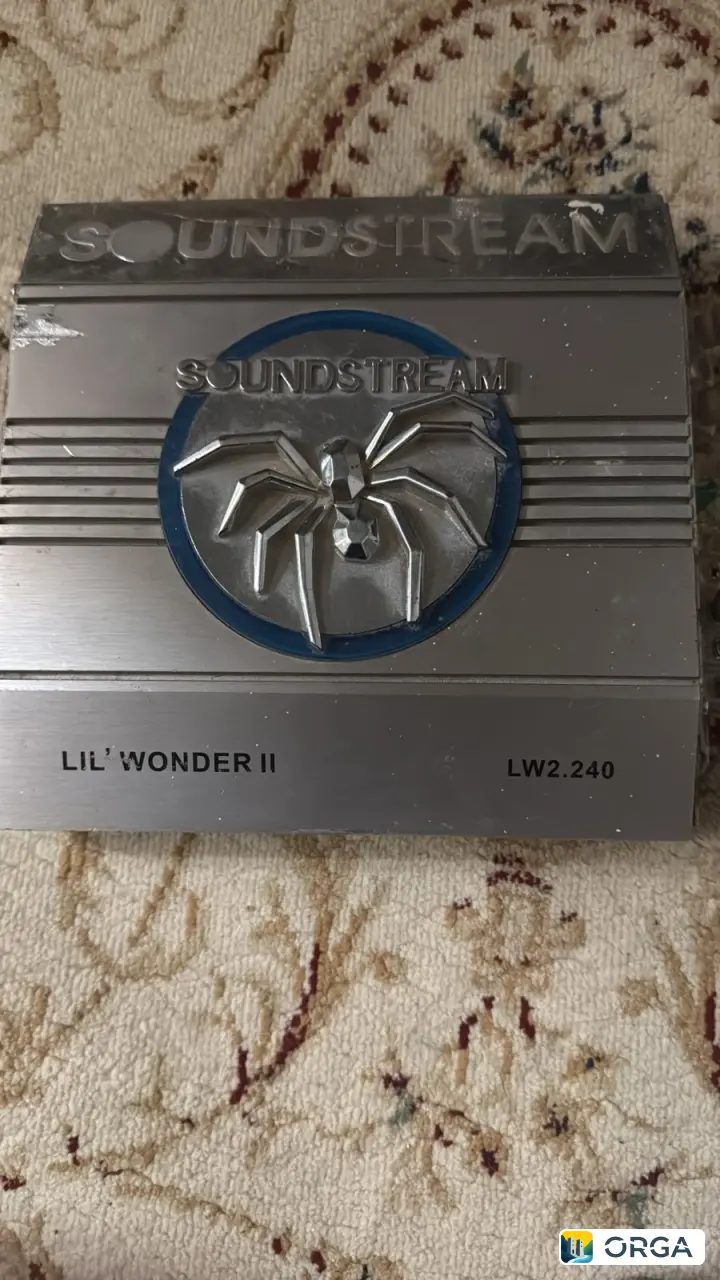 SOUNDSTREAM
SOUNDSTREAM
LIL' WONDER II
LW2.240
ORGA